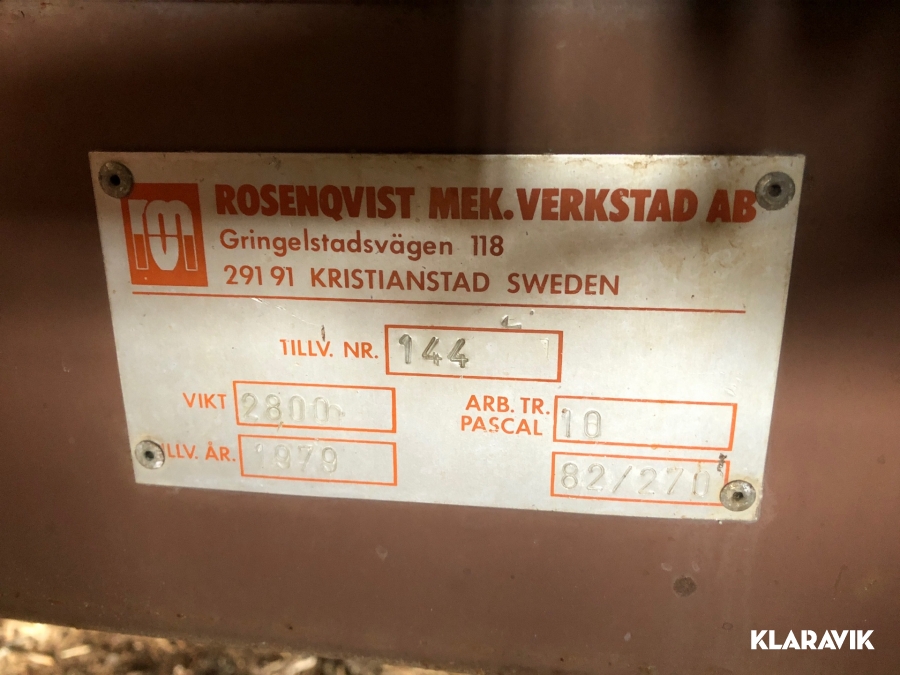 ROSENQVIST MEK. VERKSTAD AB
Gringelstadsvägen 118
291 91 KRISTIANSTAD SWEDEN
TILLV. NR. 144
VIKT 2800
ARB. TR. PASCAL 18
TILLV. ÅR. 1979
82/270
KLARAVIK